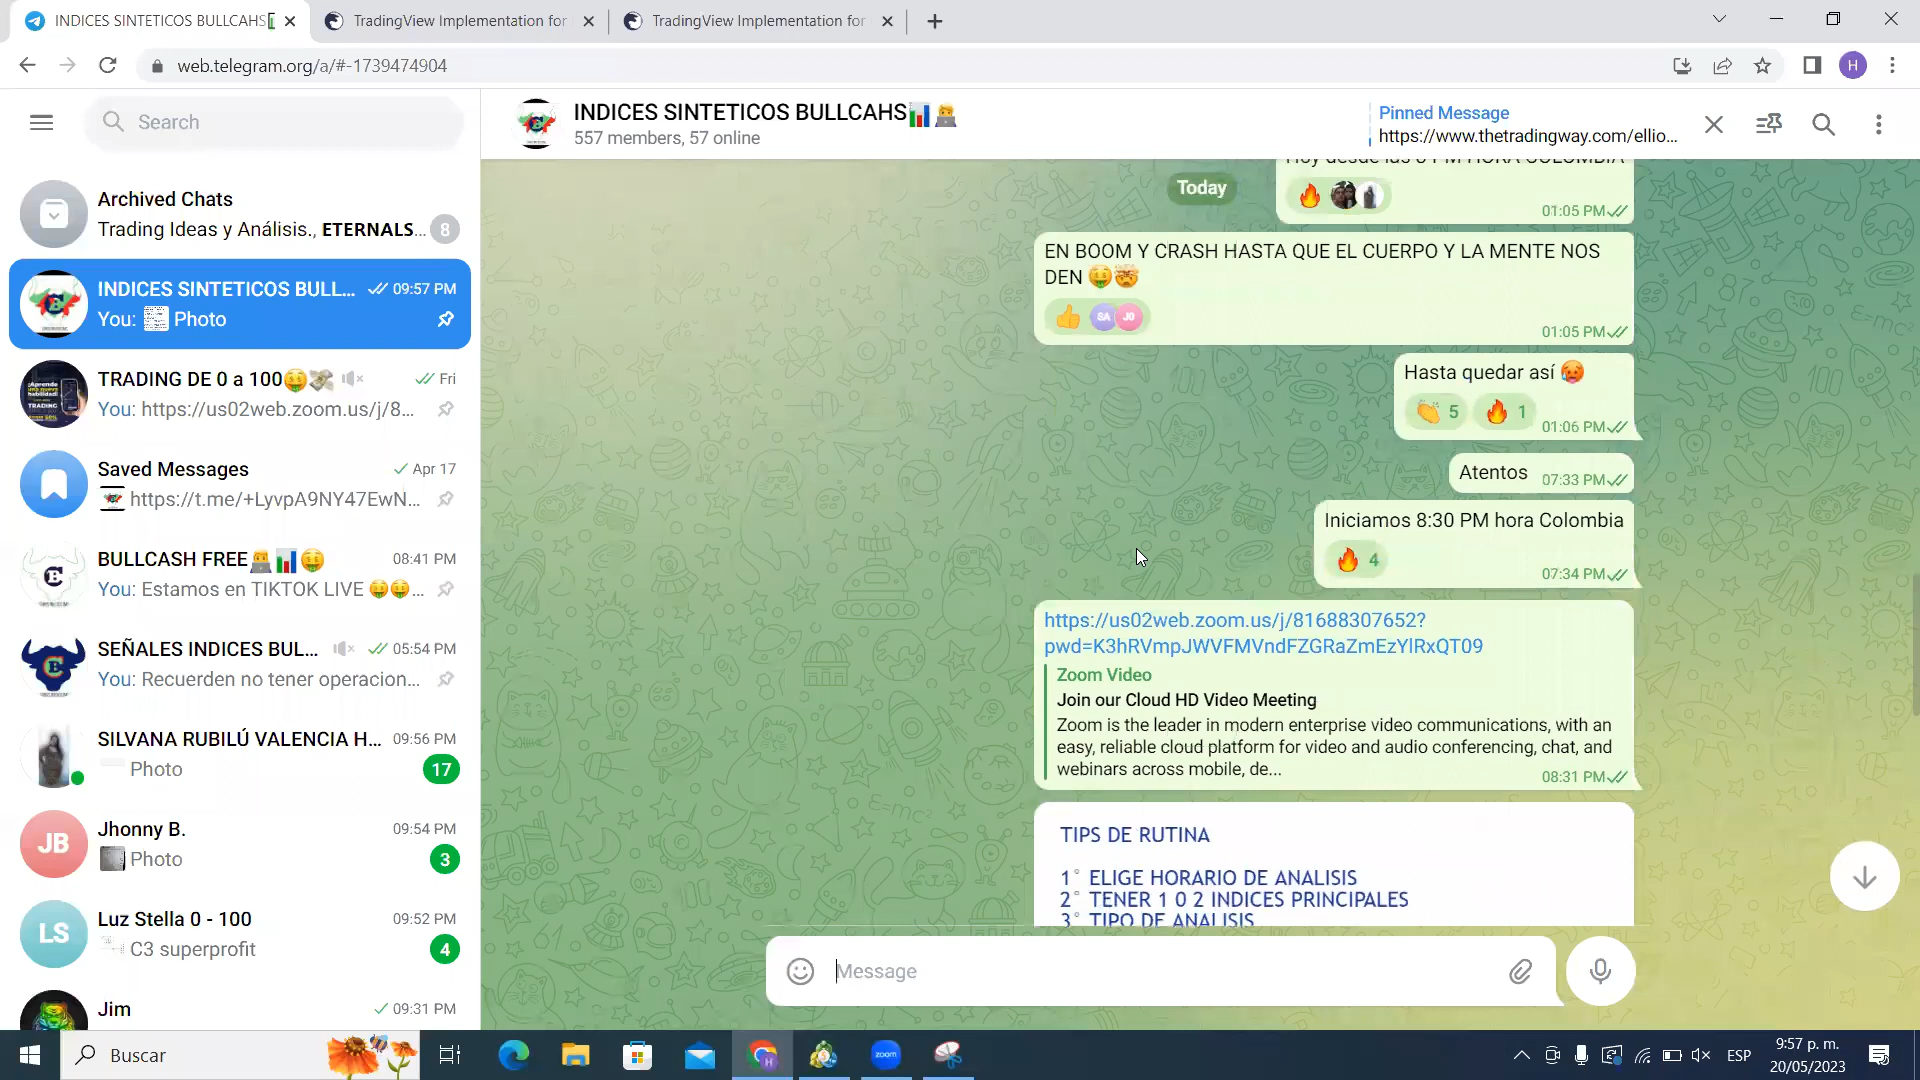 INDICES SINTETICOS BULLCAHS
TradingView Implementation for
TradingView Implementation for
web.telegram.org/a/#-1739474904
H
Search
INDICES SINTETICOS BULLCAHS📊👨‍💻
557 members, 57 online
Pinned Message
https://www.thetradingway.com/ellio...
Archived Chats
Trading Ideas y Análisis., ETERNALS... 8
INDICES SINTETICOS BULL... 09:57 PM
You: Photo
TRADING DE 0 a 100🤑💸 Fri
You: https://us02web.zoom.us/j/8...
Saved Messages Apr 17
https://t.me/+LyvpA9NY47EwN...
BULLCASH FREE👨‍💻📊🤑 08:41 PM
You: Estamos en TIKTOK LIVE 🤑🤑...
SEÑALES INDICES BUL... 05:54 PM
You: Recuerden no tener operacion...
SILVANA RUBILÚ VALENCIA H... 09:56 PM
Photo 17
JB
Jhonny B. 09:54 PM
Photo 3
LS
Luz Stella 0 - 100 09:52 PM
C3 superprofit 4
Jim 09:31 PM
Hoy desde las 8 PM HORA COLOMBIA
Today
🔥 01:05 PM
EN BOOM Y CRASH HASTA QUE EL CUERPO Y LA MENTE NOS
DEN 🤑🤯
👍 SA JO 01:05 PM
Hasta quedar así 🥵
👏 5 🔥 1 01:06 PM
Atentos 07:33 PM
Iniciamos 8:30 PM hora Colombia
🔥 4 07:34 PM
https://us02web.zoom.us/j/81688307652?
pwd=K3hRVmpJWVFMVndFZGRaZmEzYlRxQT09
Zoom Video
Join our Cloud HD Video Meeting
Zoom is the leader in modern enterprise video communications, with an
easy, reliable cloud platform for video and audio conferencing, chat, and
webinars across mobile, de... 08:31 PM
TIPS DE RUTINA
1° ELIGE HORARIO DE ANALISIS
2° TENER 1 0 2 INDICES PRINCIPALES
3° TIPO DE ANALISIS
Message
Buscar
zoom
ESP
9:57 p. m.
20/05/2023